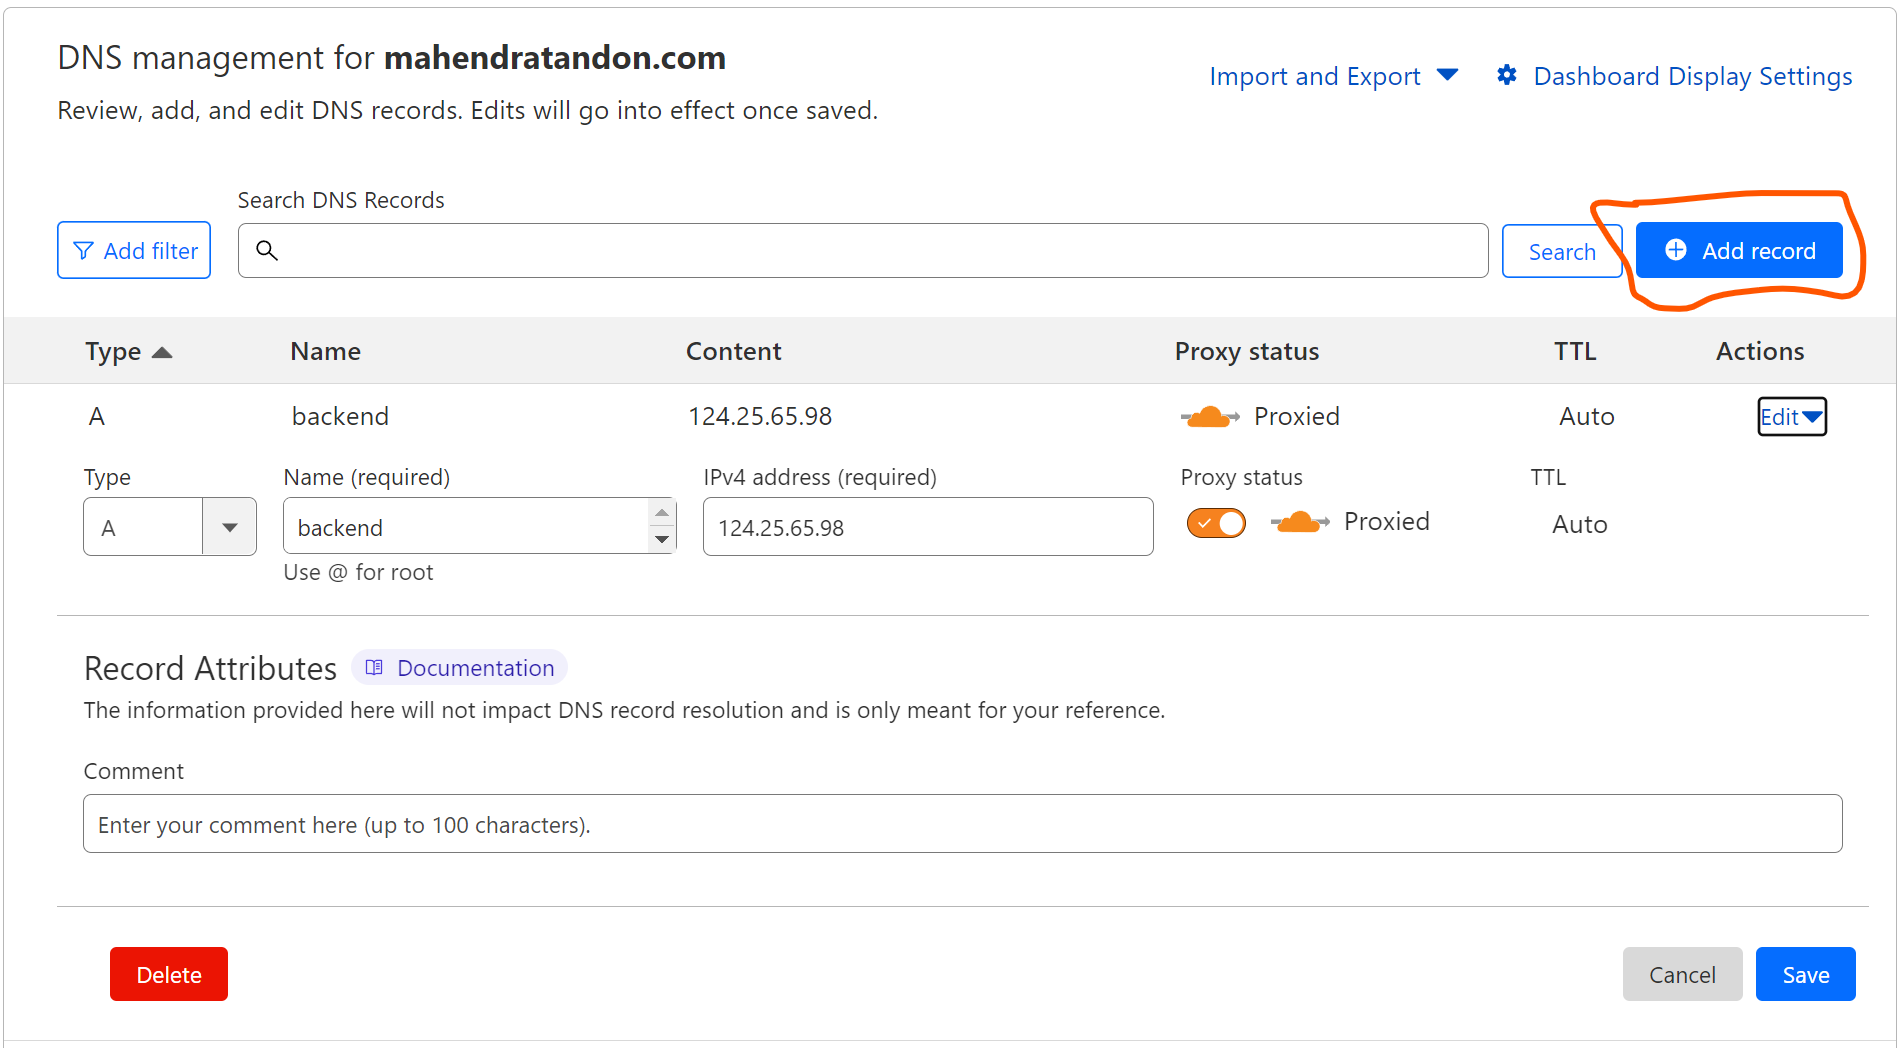 DNS management for mahendratandon.com
Import and Export
Dashboard Display Settings
Review, add, and edit DNS records. Edits will go into effect once saved.
Search DNS Records
Add filter
Search
Add record
Type Name Content Proxy status TTL Actions
A backend 124.25.65.98 Proxied Auto Edit
Type Name (required) IPv4 address (required) Proxy status TTL
A backend 124.25.65.98 Proxied Auto
Use @ for root
Record Attributes Documentation
The information provided here will not impact DNS record resolution and is only meant for your reference.
Comment
Enter your comment here (up to 100 characters).
Delete Cancel Save